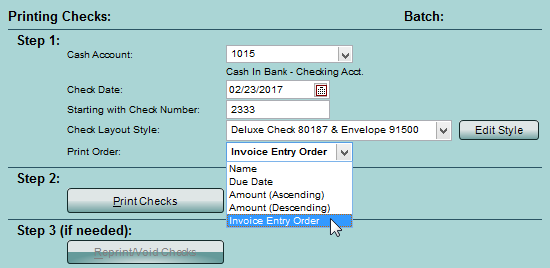 Printing Checks: Batch:
Step 1:
Cash Account: 1015
Cash In Bank - Checking Acct.
Check Date: 02/23/2017
Starting with Check Number: 2333
Check Layout Style: Deluxe Check 80187 & Envelope 91500 Edit Style
Print Order: Invoice Entry Order
Name
Due Date
Amount (Ascending)
Amount (Descending)
Invoice Entry Order
Step 2:
Print Checks
Step 3 (if needed):
Reprint/Void Checks